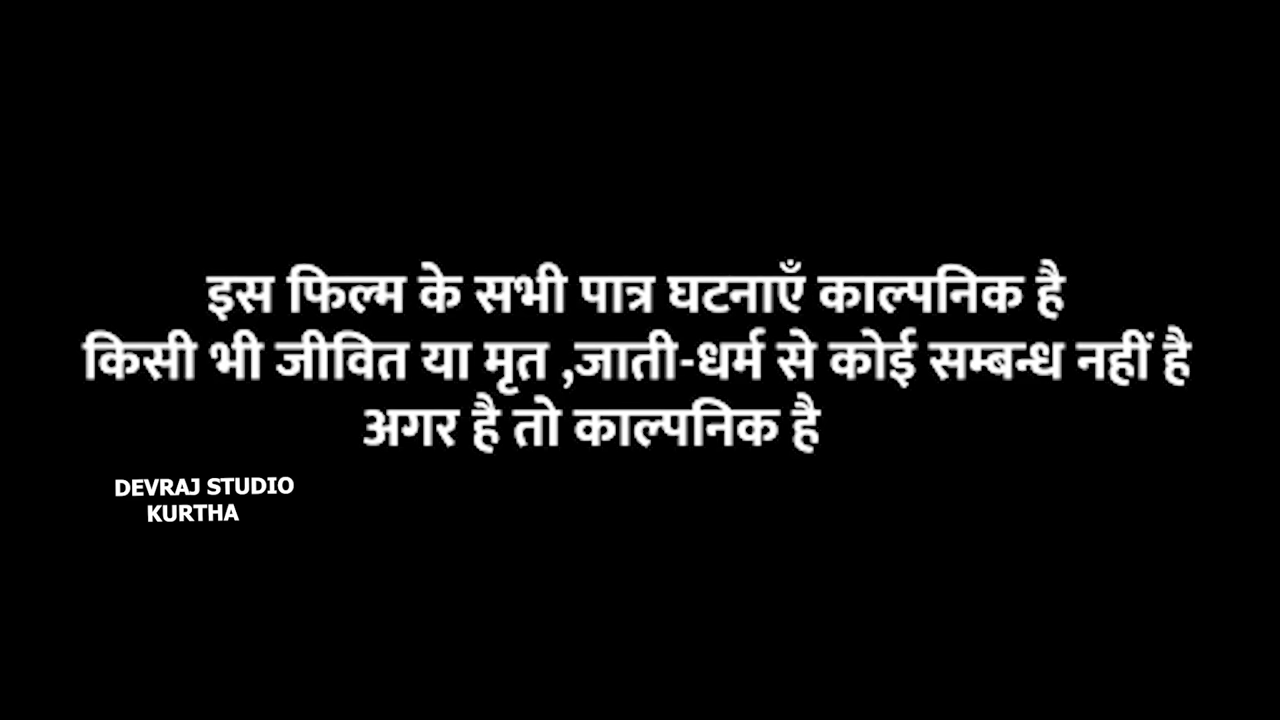 इस फिल्म के सभी पात्र घटनाएँ काल्पनिक है
किसी भी जीवित या मृत ,जाती-धर्म से कोई सम्बन्ध नहीं है
अगर है तो काल्पनिक है
DEVRAJ STUDIO
KURTHA